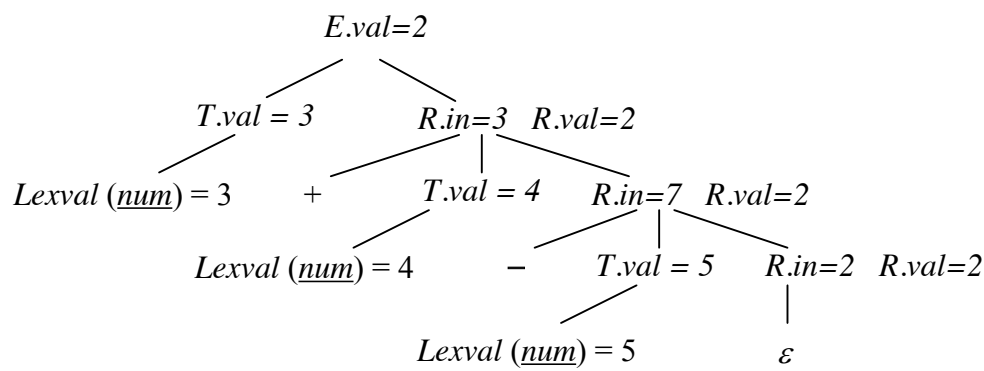 E.val=2
T.val = 3 R.in=3 R.val=2
Lexval (num) = 3 + T.val = 4 R.in=7 R.val=2
Lexval (num) = 4 – T.val = 5 R.in=2 R.val=2
Lexval (num) = 5 ε